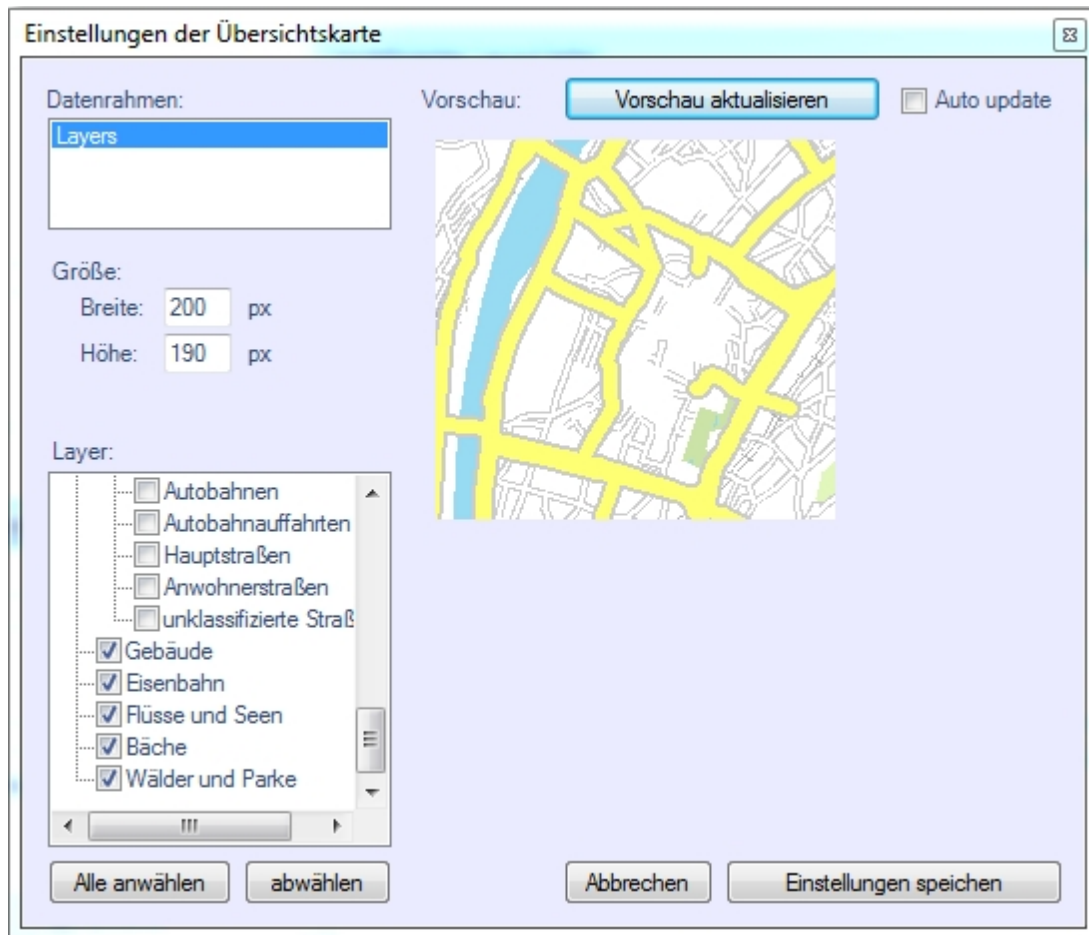 Einstellungen der Übersichtskarte
Datenrahmen:
Layers
Vorschau:
Vorschau aktualisieren
Auto update
Größe:
Breite: 200 px
Höhe: 190 px
Layer:
Autobahnen
Autobahnauffahrten
Hauptstraßen
Anwohnerstraßen
unklassifizierte Straß
Gebäude
Eisenbahn
Flüsse und Seen
Bäche
Wälder und Parke
Alle anwählen
abwählen
Abbrechen
Einstellungen speichen